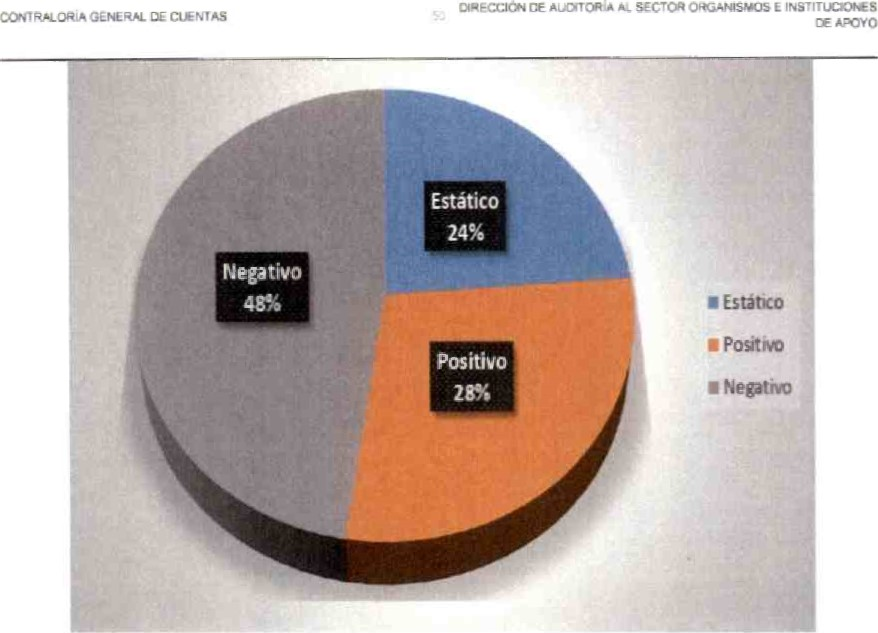 CONTRALORÍA GENERAL DE CUENTAS
50
DIRECCIÓN DE AUDITORÍA AL SECTOR ORGANISMOS E INSTITUCIONES
DE APOYO
Estático
24%
Negativo
48%
Positivo
28%
Estático
Positivo
Negativo